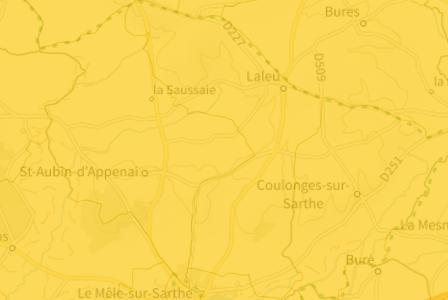 Bures
D227
D509
Laleu
la Saussaie
St-Aubin-d'Appenai
D251
Coulonges-sur-
Sarthe
La Mesn
Buré
Le Mêle-sur-Sarthe